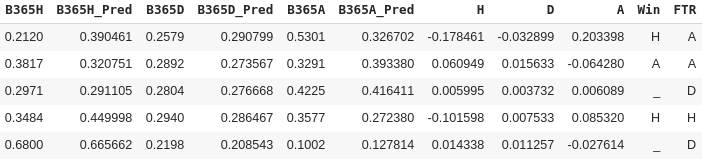 B365H B365H_Pred B365D B365D_Pred B365A B365A_Pred H D A Win FTR
0.2120 0.390461 0.2579 0.290799 0.5301 0.326702 -0.178461 -0.032899 0.203398 H A
0.3817 0.320751 0.2892 0.273567 0.3291 0.393380 0.060949 0.015633 -0.064280 A A
0.2971 0.291105 0.2804 0.276668 0.4225 0.416411 0.005995 0.003732 0.006089 _ D
0.3484 0.449998 0.2940 0.286467 0.3577 0.272380 -0.101598 0.007533 0.085320 H H
0.6800 0.665662 0.2198 0.208543 0.1002 0.127814 0.014338 0.011257 -0.027614 _ D